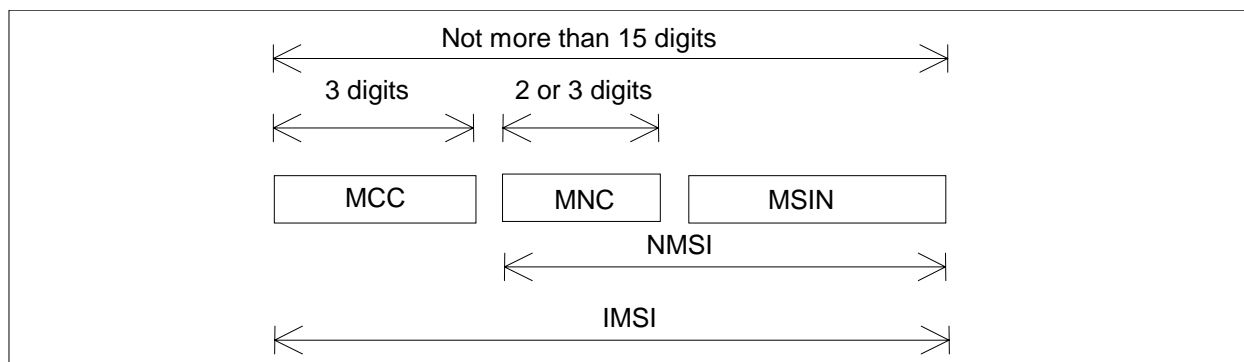 Not more than 15 digits
3 digits
2 or 3 digits
MCC
MNC
MSIN
NMSI
IMSI